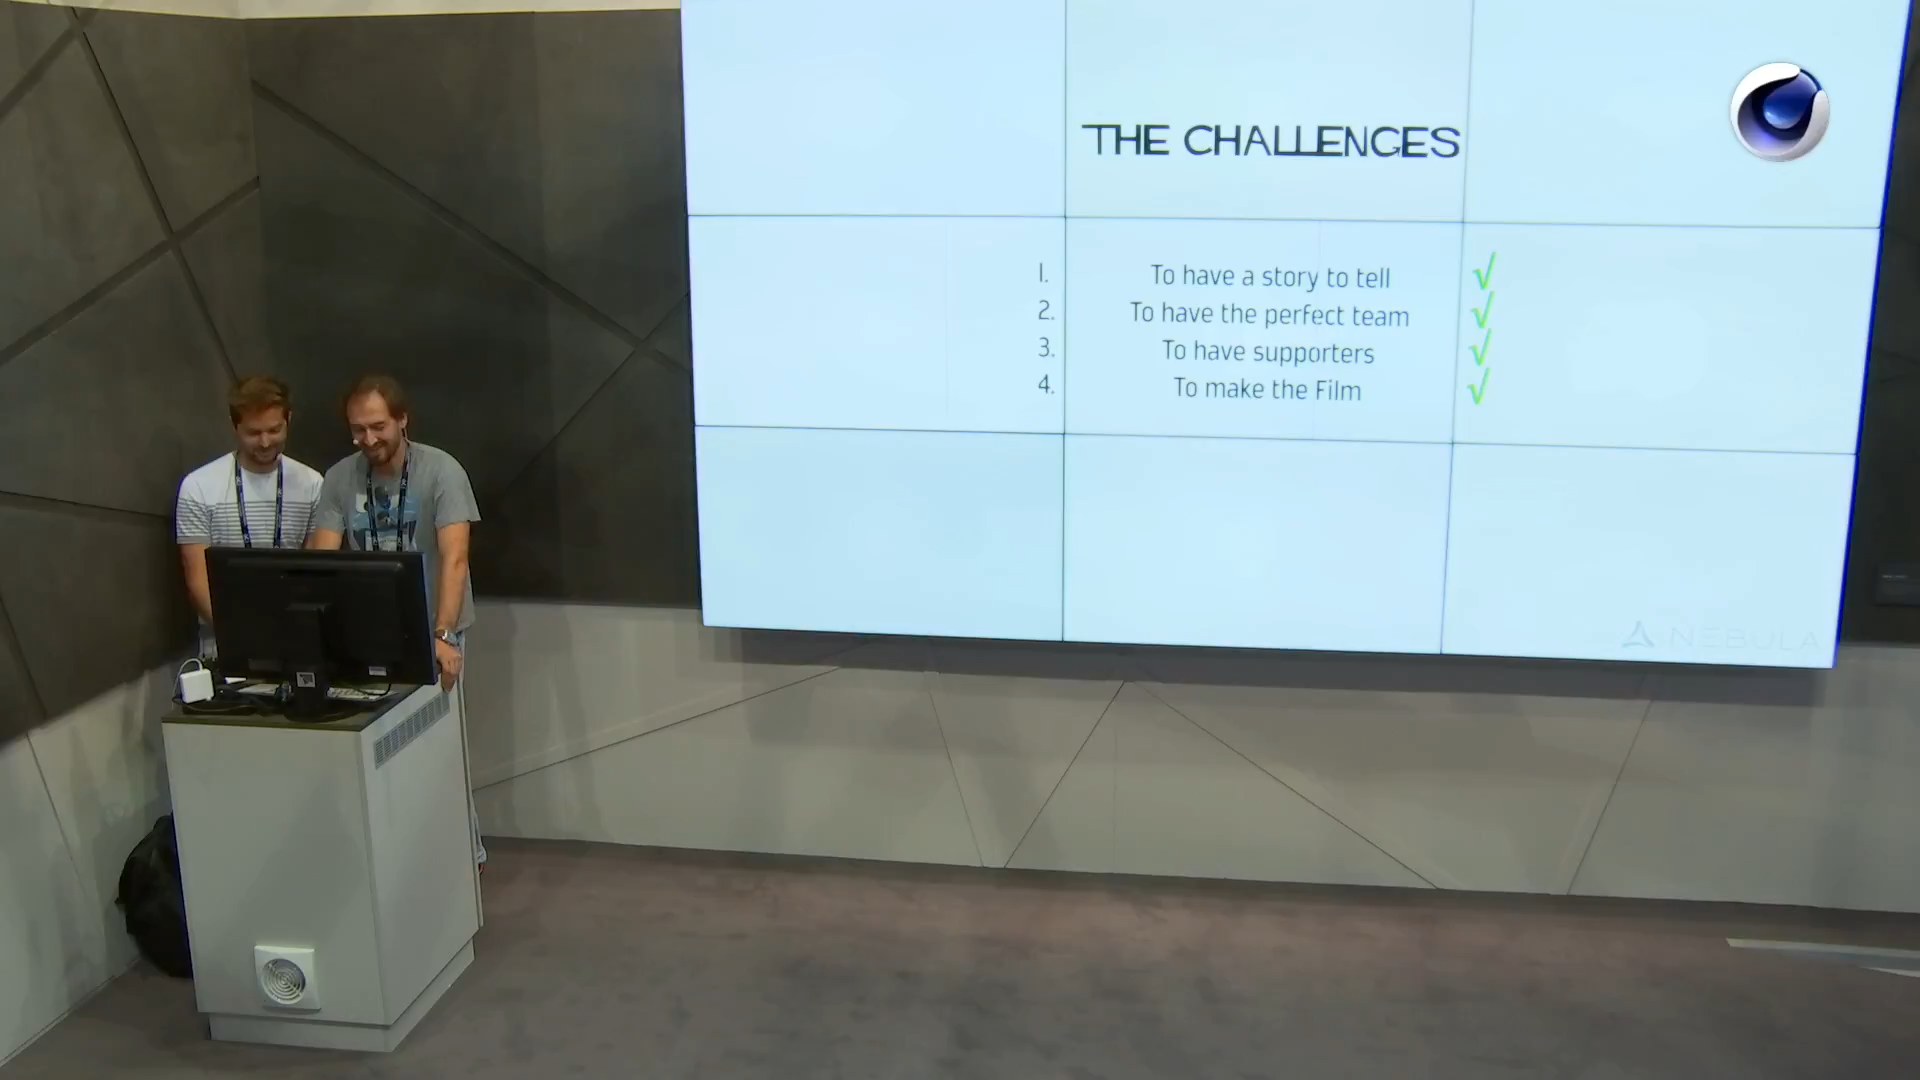 THE CHALLENGES
1. To have a story to tell √
2. To have the perfect team √
3. To have supporters √
4. To make the Film √
NEBULA